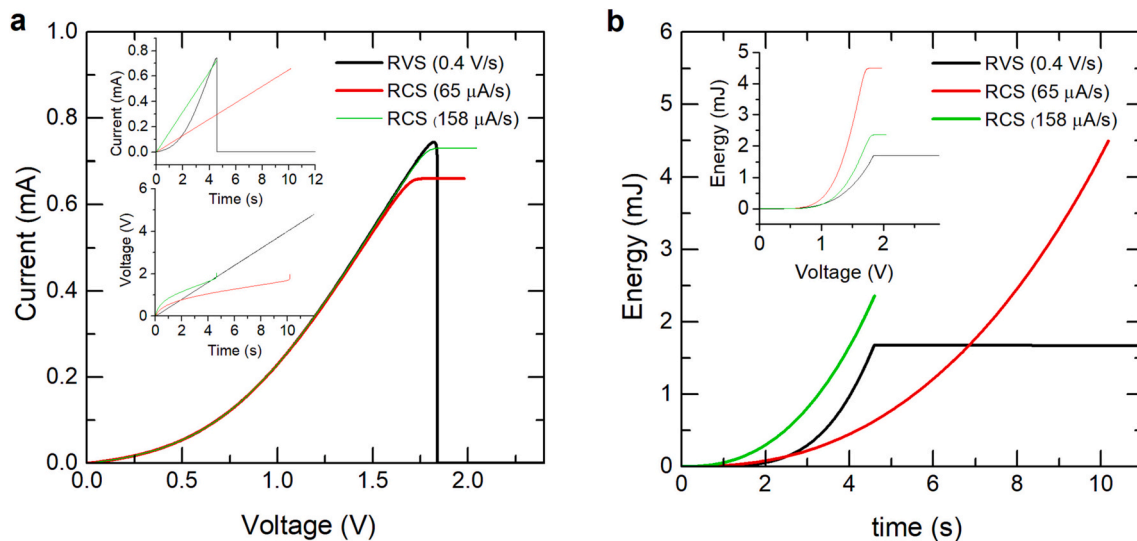 a
Current (mA)
1.0
0.8
0.6
0.4
0.2
0.0
0.0 0.5 1.0 1.5 2.0
Voltage (V)
RVS (0.4 V/s)
RCS (65 μA/s)
RCS (158 μA/s)
Current (mA)
0.8
0.6
0.4
0.2
0.0
0 2 4 6 8 10 12
Time (s)
Voltage (V)
6
4
2
0
0 2 4 6 8 10
Time (s)
b
Energy (mJ)
6
5
4
3
2
1
0
0 2 4 6 8 10
time (s)
RVS (0.4 V/s)
RCS (65 μA/s)
RCS (158 μA/s)
Energy (mJ)
5
4
3
2
1
0
0 1 2
Voltage (V)